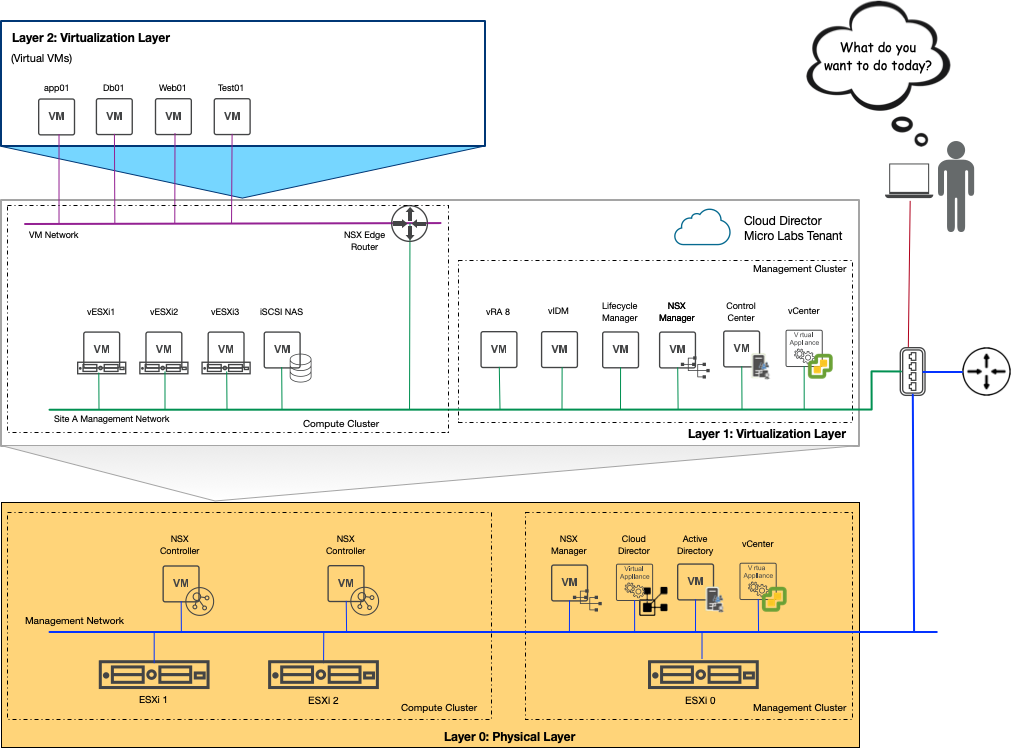 Layer 2: Virtualization Layer
(Virtual VMs)
app01
Db01
Web01
Test01
VM
VM
VM
VM
What do you
want to do today?
VM Network
NSX Edge
Router
Cloud Director
Micro Labs Tenant
Management Cluster
vESXi1
vESXi2
vESXi3
iSCSI NAS
VM
VM
VM
VM
vRA 8
vIDM
Lifecycle
Manager
NSX
Manager
Control
Center
vCenter
VM
VM
VM
VM
VM
Virtual
Appliance
Site A Management Network
Compute Cluster
Layer 1: Virtualization Layer
NSX
Controller
NSX
Controller
VM
VM
NSX
Manager
Cloud
Director
Active
Directory
vCenter
VM
Virtual
Appliance
VM
Virtua
Appliance
Management Network
ESXi 1
ESXi 2
ESXi 0
Compute Cluster
Management Cluster
Layer 0: Physical Layer